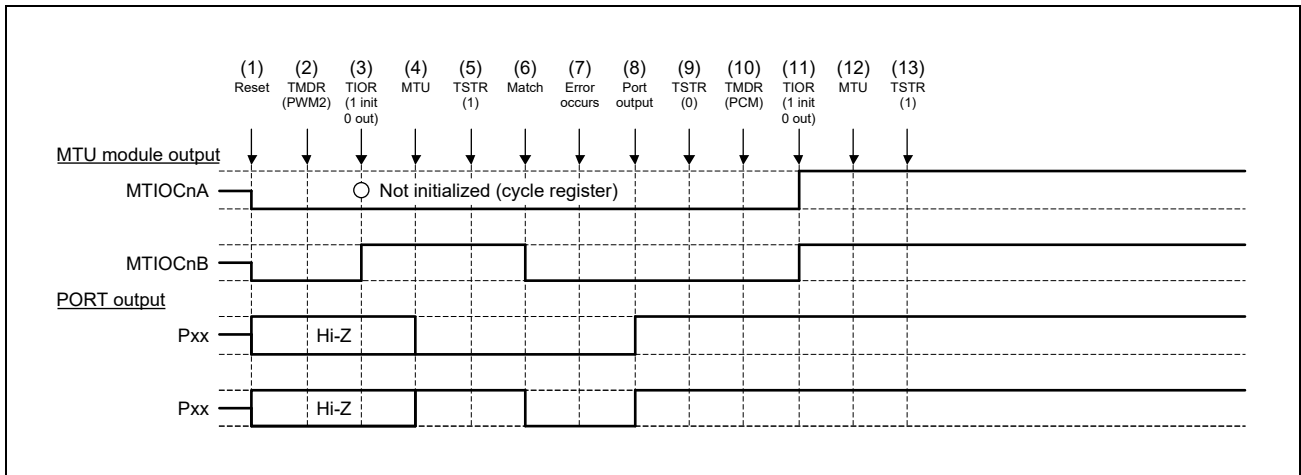 (1) (2) (3) (4) (5) (6) (7) (8) (9) (10) (11) (12) (13)
Reset TMDR TIOR MTU TSTR Match Error Port TSTR TMDR TIOR MTU TSTR
(PWM2) (1 init (1) occurs output (0) (PCM) (1 init (1)
0 out) 0 out)
MTU module output
MTIOCnA Not initialized (cycle register)
MTIOCnB
PORT output
Pxx Hi-Z
Pxx Hi-Z